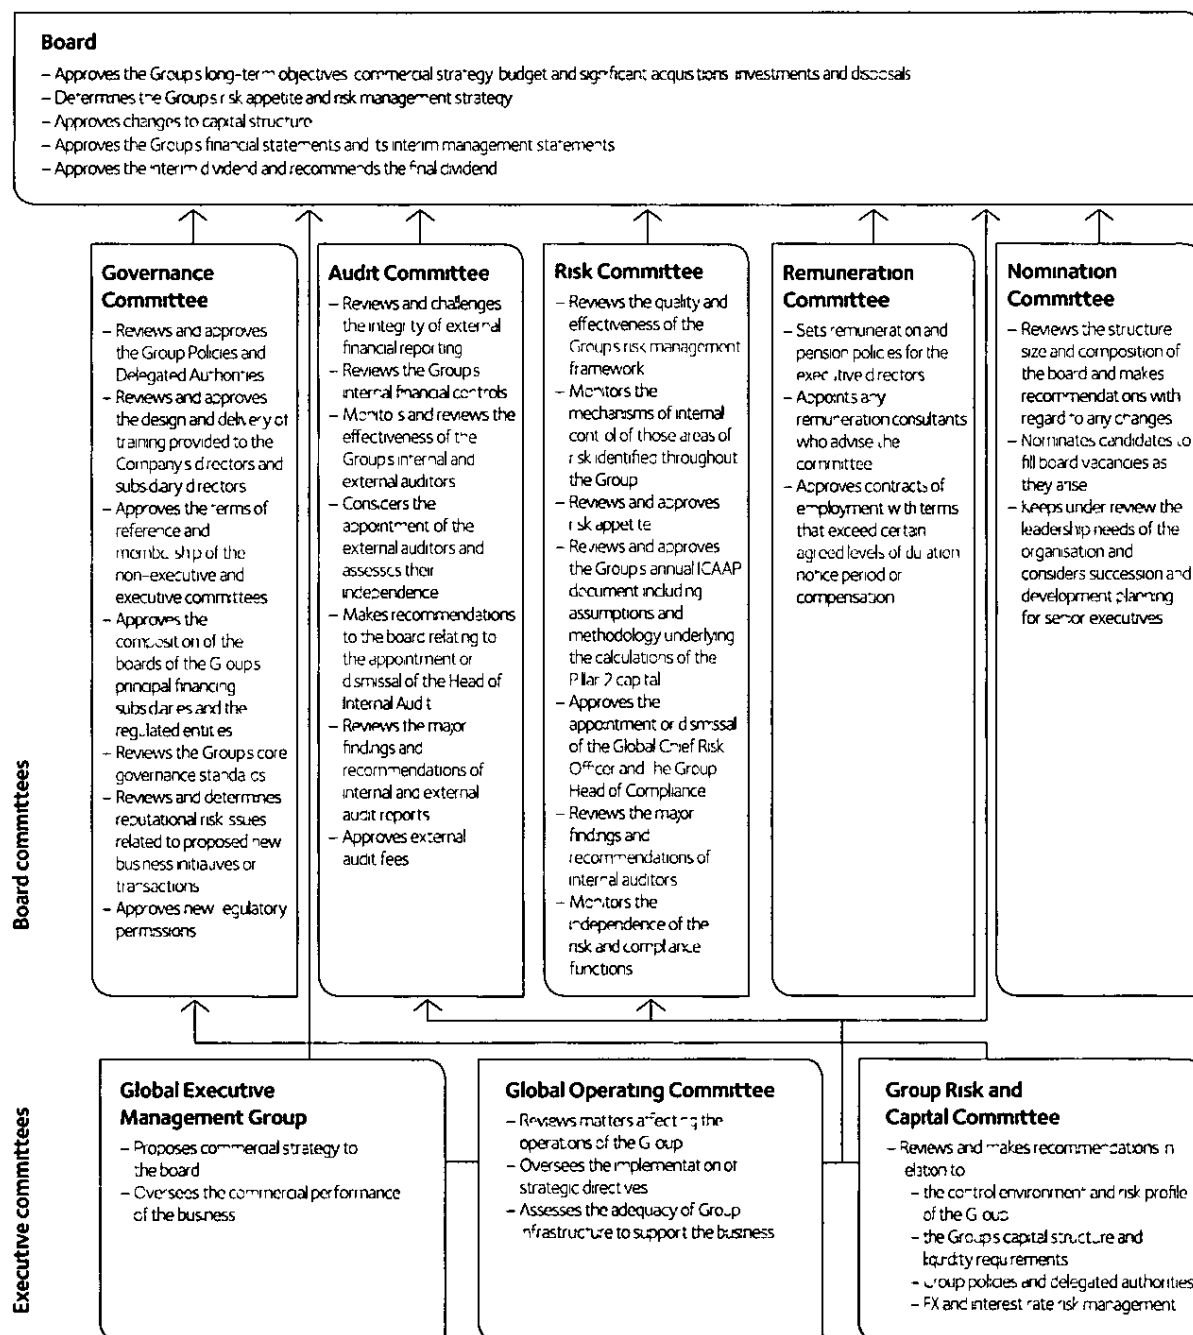 Board
– Approves the Group's long-term objectives commercial strategy budget and significant acquisitions investments and disposals
– Determines the Group's risk appetite and risk management strategy
– Approves changes to capital structure
– Approves the Group's financial statements and its interim management statements
– Approves the interim dividend and recommends the final dividend
Board committees
Governance
Committee
– Reviews and approves
the Group Policies and
Delegated Authorities
– Reviews and approves
the design and delivery of
training provided to the
Company's directors and
subsidiary directors
– Approves the terms of
reference and
membership of the
non-executive and
executive committees
– Approves the
composition of the
boards of the Group's
principal financing
subsidiaries and the
regulated entities
– Reviews the Group's core
governance standards
– Reviews and determines
reputational risk issues
related to proposed new
business initiatives or
transactions
– Approves new regulatory
permissions
Audit Committee
– Reviews and challenges
the integrity of external
financial reporting
– Reviews the Group's
internal financial controls
– Monitors and reviews the
effectiveness of the
Group's internal and
external auditors
– Considers the
appointment of the
external auditors and
assesses their
independence
– Makes recommendations
to the board relating to
the appointment or
dismissal of the Head of
Internal Audit
– Reviews the major
findings and
recommendations of
internal and external
audit reports
– Approves external
audit fees
Risk Committee
– Reviews the quality and
effectiveness of the
Group's risk management
framework
– Monitors the
mechanisms of internal
control of those areas of
risk identified throughout
the Group
– Reviews and approves
risk appetite
– Reviews and approves
the Group's annual ICAAP
document including
assumptions and
methodology underlying
the calculations of the
Pillar 2 capital
– Approves the
appointment or dismissal
of the Global Chief Risk
Officer and the Group
Head of Compliance
– Reviews the major
findings and
recommendations of
internal auditors
– Monitors the
independence of the
risk and compliance
functions
Remuneration
Committee
– Sets remuneration and
pension policies for the
executive directors
– Appoints any
remuneration consultants
who advise the
committee
– Approves contracts of
employment with terms
that exceed certain
agreed levels of duration
notice period or
compensation
Nomination
Committee
– Reviews the structure
size and composition of
the board and makes
recommendations with
regard to any changes
– Nominates candidates to
fill board vacancies as
they arise
– Keeps under review the
leadership needs of the
organisation and
considers succession and
development planning
for senior executives
Executive committees
Global Executive
Management Group
– Proposes commercial strategy to
the board
– Oversees the commercial performance
of the business
Global Operating Committee
– Reviews matters affecting the
operations of the Group
– Oversees the implementation of
strategic directives
– Assesses the adequacy of Group
infrastructure to support the business
Group Risk and
Capital Committee
– Reviews and makes recommendations in
relation to
– the control environment and risk profile
of the Group
– the Group's capital structure and
liquidity requirements
– Group policies and delegated authorities
– FX and interest rate risk management